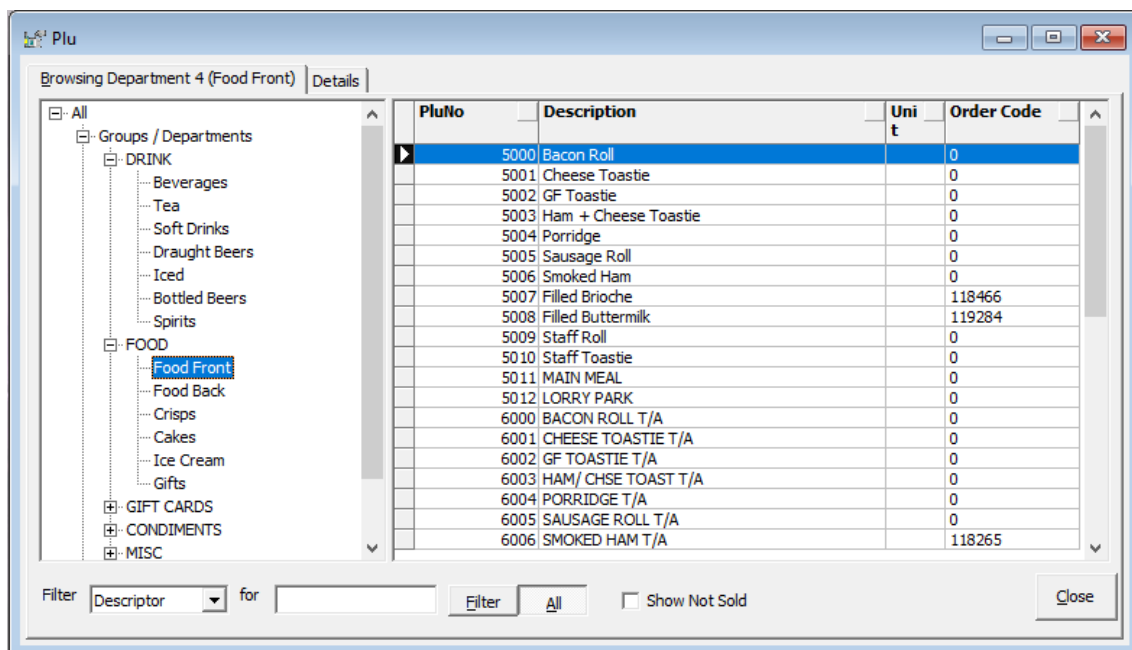 Plu
Browsing Department 4 (Food Front) Details
All
Groups / Departments
DRINK
Beverages
Tea
Soft Drinks
Draught Beers
Iced
Bottled Beers
Spirits
FOOD
Food Front
Food Back
Crisps
Cakes
Ice Cream
Gifts
GIFT CARDS
CONDIMENTS
MISC
PluNo Description Uni t Order Code
5000 Bacon Roll 0
5001 Cheese Toastie 0
5002 GF Toastie 0
5003 Ham + Cheese Toastie 0
5004 Porridge 0
5005 Sausage Roll 0
5006 Smoked Ham 0
5007 Filled Brioche 118466
5008 Filled Buttermilk 119284
5009 Staff Roll 0
5010 Staff Toastie 0
5011 MAIN MEAL 0
5012 LORRY PARK 0
6000 BACON ROLL T/A 0
6001 CHEESE TOASTIE T/A 0
6002 GF TOASTIE T/A 0
6003 HAM/ CHSE TOAST T/A 0
6004 PORRIDGE T/A 0
6005 SAUSAGE ROLL T/A 0
6006 SMOKED HAM T/A 118265
Filter Descriptor for Filter All Show Not Sold Close